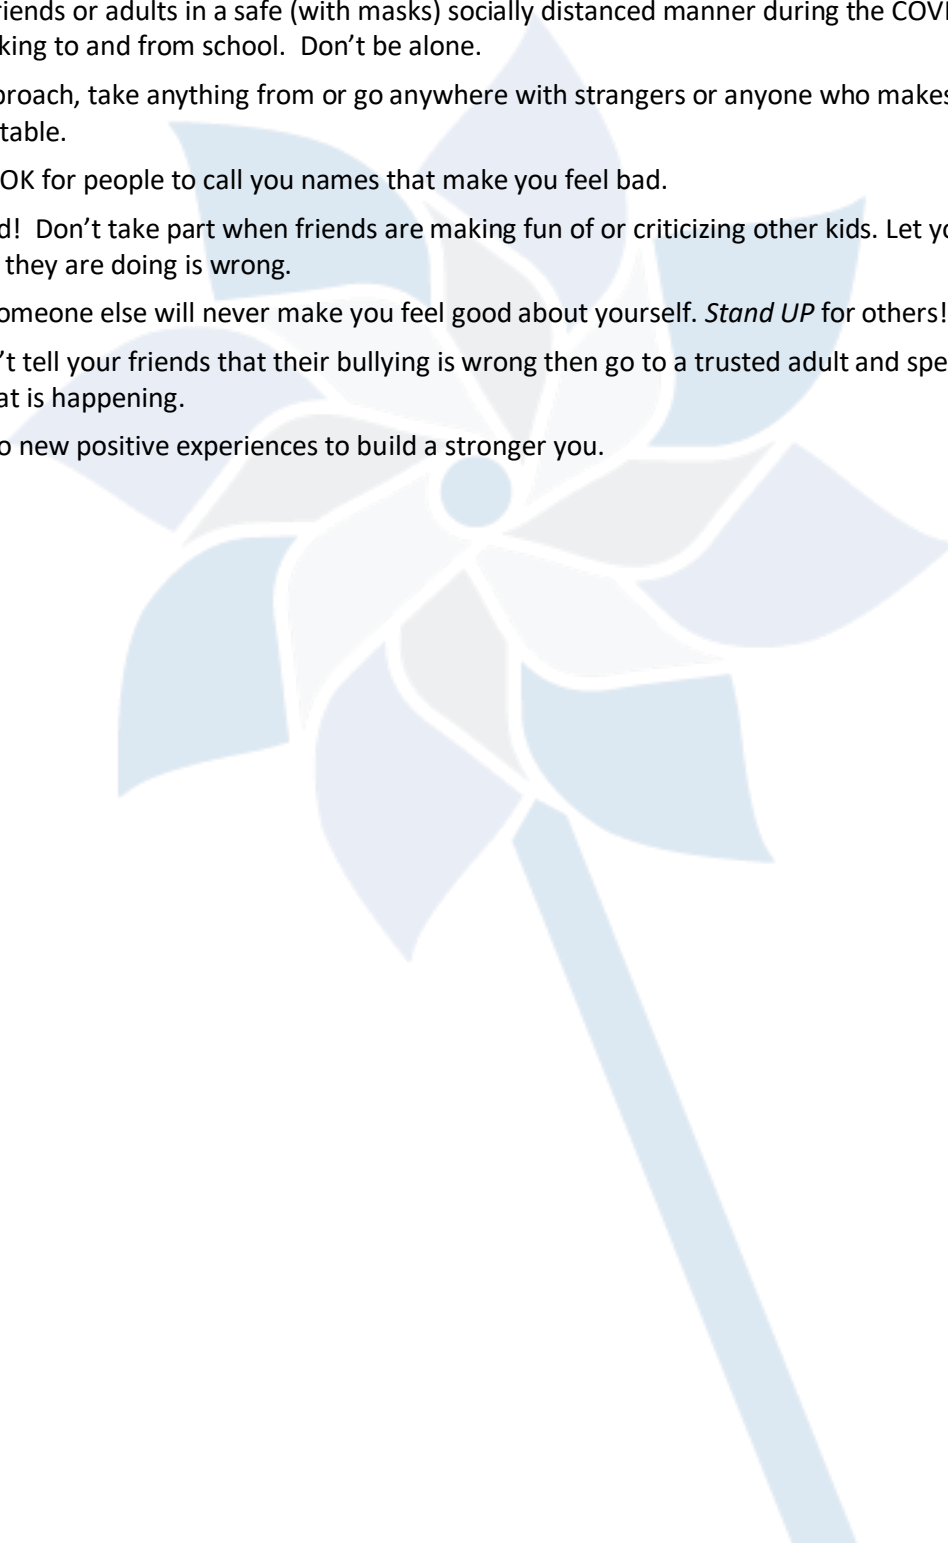 riends or adults in a safe (with masks) socially distanced manner during the COVI
king to and from school.  Don’t be alone.
proach, take anything from or go anywhere with strangers or anyone who makes
table.
OK for people to call you names that make you feel bad.
d!  Don’t take part when friends are making fun of or criticizing other kids. Let yo
they are doing is wrong.
omeone else will never make you feel good about yourself. Stand UP for others!
’t tell your friends that their bullying is wrong then go to a trusted adult and spe
at is happening.
o new positive experiences to build a stronger you.